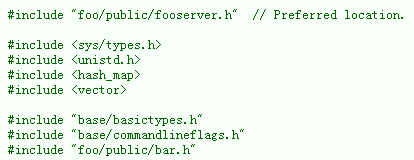 #include "foo/public/fooserver.h"  // Preferred location.
#include <sys/types.h>
#include <unistd.h>
#include <hash_map>
#include <vector>
#include "base/basictypes.h"
#include "base/commandlineflags.h"
#include "foo/public/bar.h"